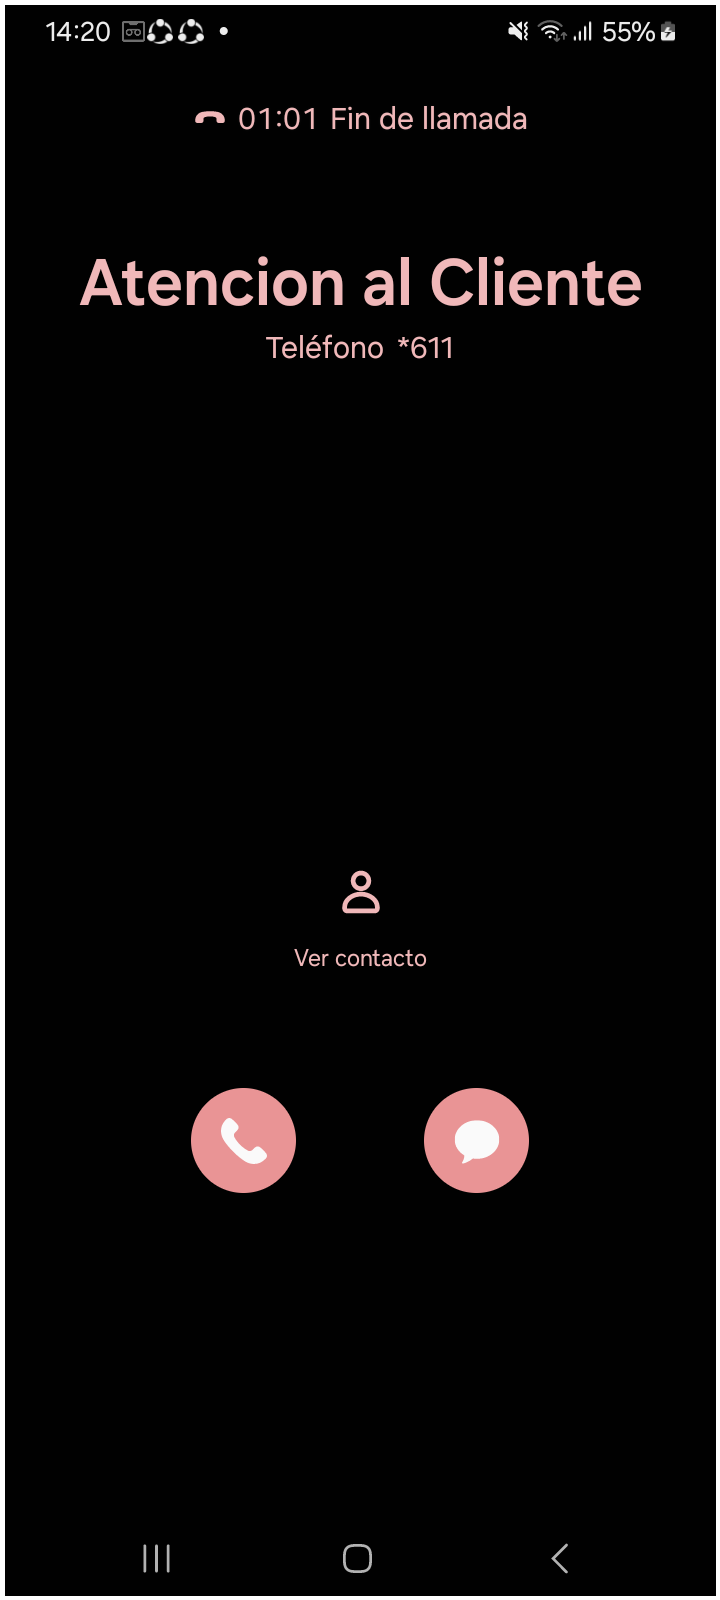 14:20 55%
01:01 Fin de llamada
Atencion al Cliente
Teléfono *611
Ver contacto